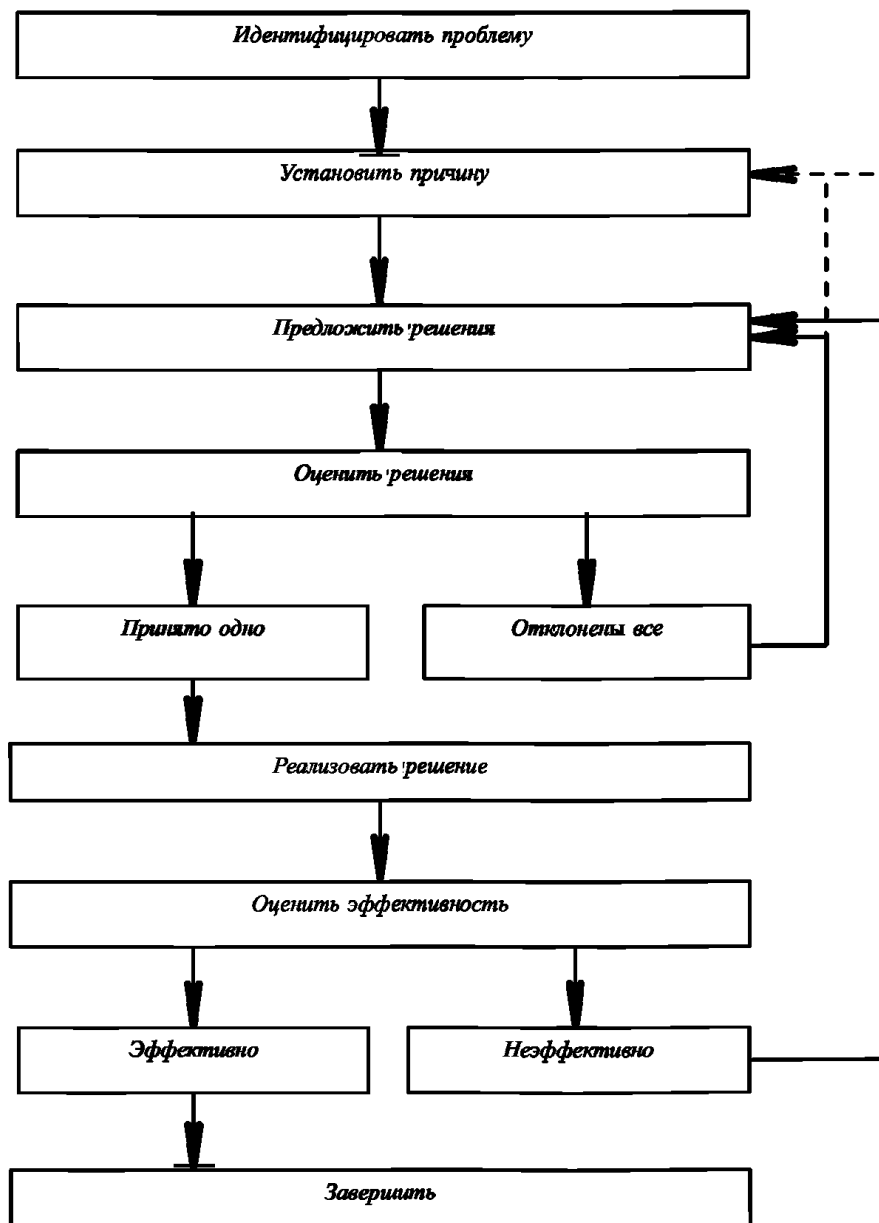 Идентифицировать проблему
Установить причину
Предложить решения
Оценить решения
Принято одно
Отклонены все
Реализовать решение
Оценить эффективность
Эффективно
Неэффективно
Завершить